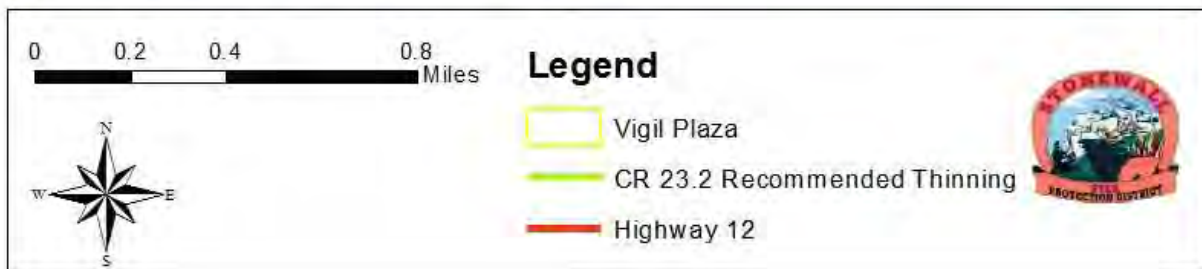 0 0.2 0.4 0.8
Miles
N
W E
S
Legend
Vigil Plaza
CR 23.2 Recommended Thinning
Highway 12
STONEWALL
FIRE
PROTECTION DISTRICT